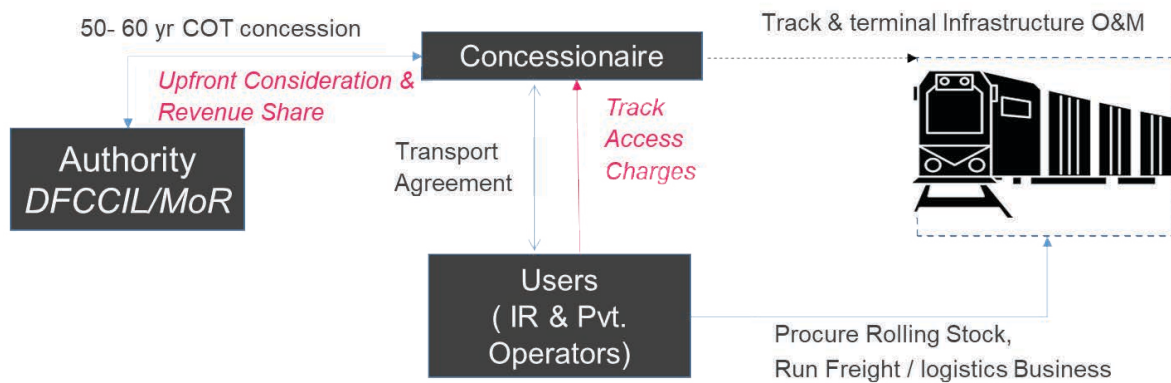 50- 60 yr COT concession
Concessionaire
Track & terminal Infrastructure O&M
Upfront Consideration &
Revenue Share
Authority
DFCCIL/MoR
Transport
Agreement
Track
Access
Charges
Users
( IR & Pvt.
Operators)
Procure Rolling Stock,
Run Freight / logistics Business